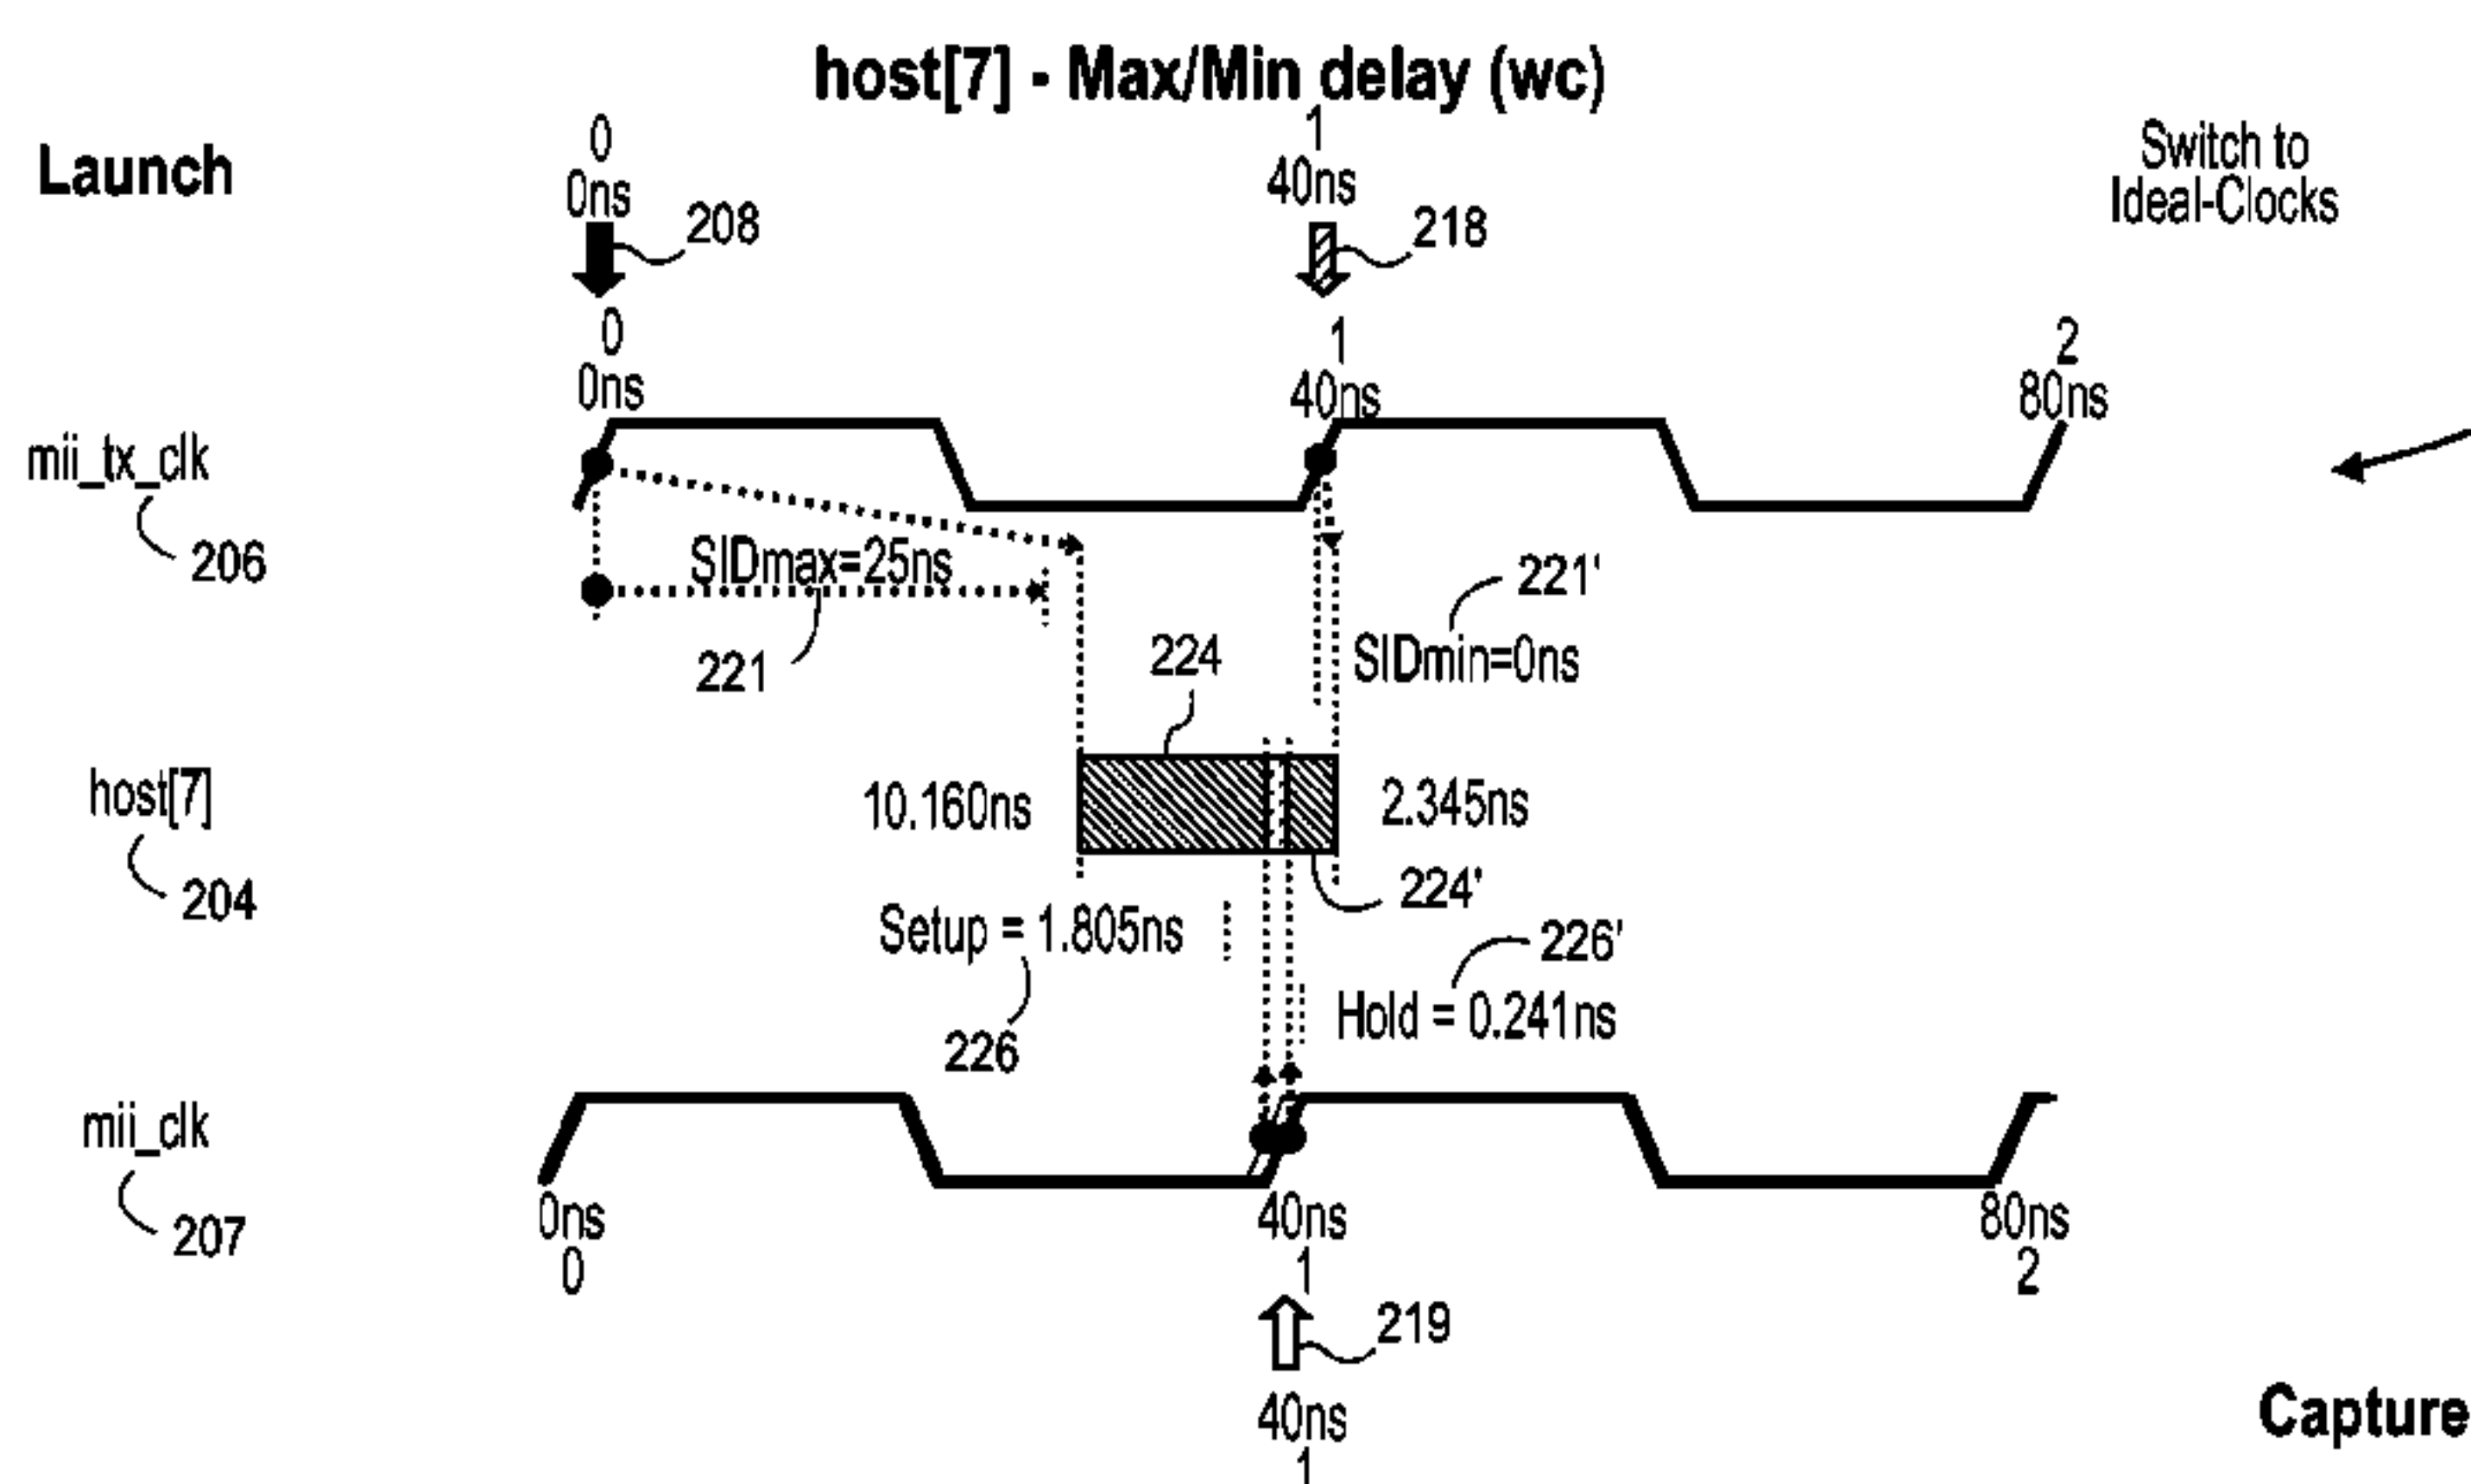 host[7] - Max/Min delay (wc)
Launch
0
0ns
208
1
40ns
218
Switch to
Ideal-Clocks
0
0ns
1
40ns
2
80ns
mii_tx_clk
206
SIDmax=25ns
221
221'
SIDmin=0ns
224
host[7]
204
10.160ns
2.345ns
224'
Setup = 1.805ns
226
226'
Hold = 0.241ns
mii_clk
207
0ns
0
40ns
1
80ns
2
219
40ns
1
Capture